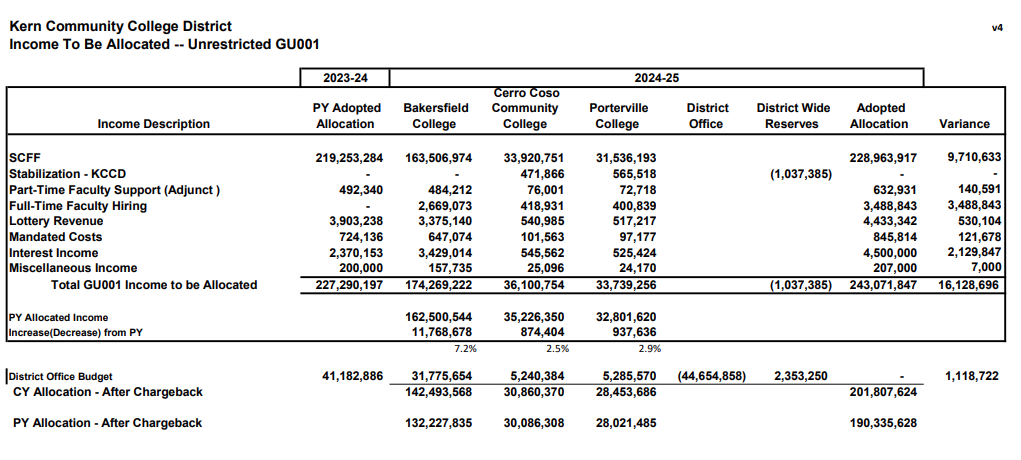 Kern Community College District
v4
Income To Be Allocated -- Unrestricted GU001
2023-24 2024-25
Income Description PY Adopted Allocation Bakersfield College Cerro Coso Community College Porterville College District Office District Wide Reserves Adopted Allocation Variance
SCFF 219,253,284 163,506,974 33,920,751 31,536,193 228,963,917 9,710,633
Stabilization - KCCD - - 471,866 565,518 (1,037,385) - -
Part-Time Faculty Support (Adjunct ) 492,340 484,212 76,001 72,718 632,931 140,591
Full-Time Faculty Hiring - 2,669,073 418,931 400,839 3,488,843 3,488,843
Lottery Revenue 3,903,238 3,375,140 540,985 517,217 4,433,342 530,104
Mandated Costs 724,136 647,074 101,563 97,177 845,814 121,678
Interest Income 2,370,153 3,429,014 545,562 525,424 4,500,000 2,129,847
Miscellaneous Income 200,000 157,735 25,096 24,170 207,000 7,000
Total GU001 Income to be Allocated 227,290,197 174,269,222 36,100,754 33,739,256 (1,037,385) 243,071,847 16,128,696
PY Allocated Income 162,500,544 35,226,350 32,801,620
Increase(Decrease) from PY 11,768,678 874,404 937,636
7.2% 2.5% 2.9%
District Office Budget 41,182,886 31,775,654 5,240,384 5,285,570 (44,654,858) 2,353,250 - 1,118,722
CY Allocation - After Chargeback 142,493,568 30,860,370 28,453,686 201,807,624
PY Allocation - After Chargeback 132,227,835 30,086,308 28,021,485 190,335,628